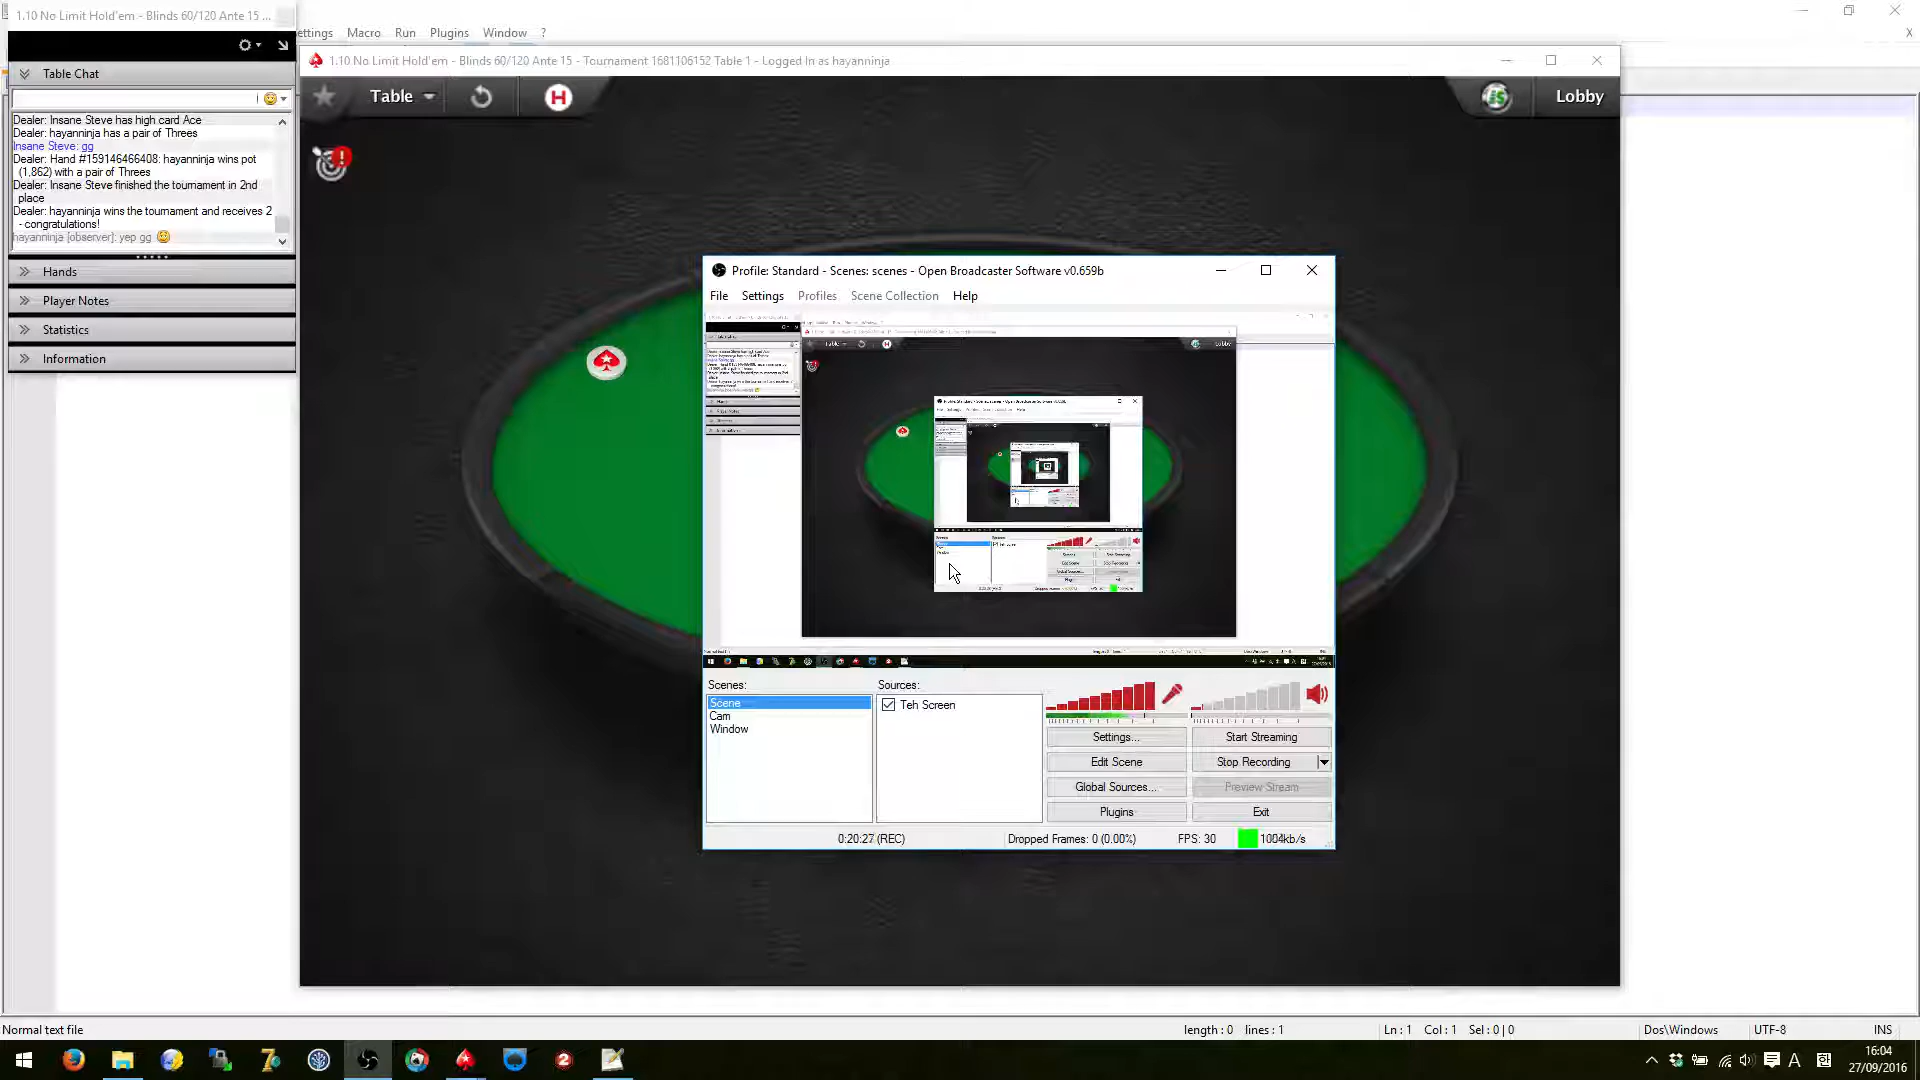 1.10 No Limit Hold'em - Blinds 60/120 Ante 15 ...
ettings Macro Run Plugins Window ?
X
1.10 No Limit Hold'em - Blinds 60/120 Ante 15 - Tournament 1681106152 Table 1 - Logged In as hayanninja
Table
H
Lobby
Table Chat
Dealer: Insane Steve has high card Ace
Dealer: hayanninja has a pair of Threes
Insane Steve: gg
Dealer: Hand #159146466408: hayanninja wins pot
(1,862) with a pair of Threes
Dealer: Insane Steve finished the tournament in 2nd
place
Dealer: hayanninja wins the tournament and receives 2
- congratulations!
hayanninja [observer]: yep gg
Hands
Player Notes
Statistics
Information
Profile: Standard - Scenes: scenes - Open Broadcaster Software v0.659b
File Settings Profiles Scene Collection Help
Table
Lobby
Scenes:
Scene
Cam
Window
Sources:
Teh Screen
Settings...
Start Streaming
Edit Scene
Stop Recording
Global Sources...
Preview Stream
Plugins
Exit
0:20:27 (REC)
Dropped Frames: 0 (0.00%)
FPS: 30
1004kb/s
Normal text file
length : 0 lines : 1
Ln : 1 Col : 1 Sel : 0 | 0
Dos\Windows
UTF-8
INS
A
16:04
27/09/2016